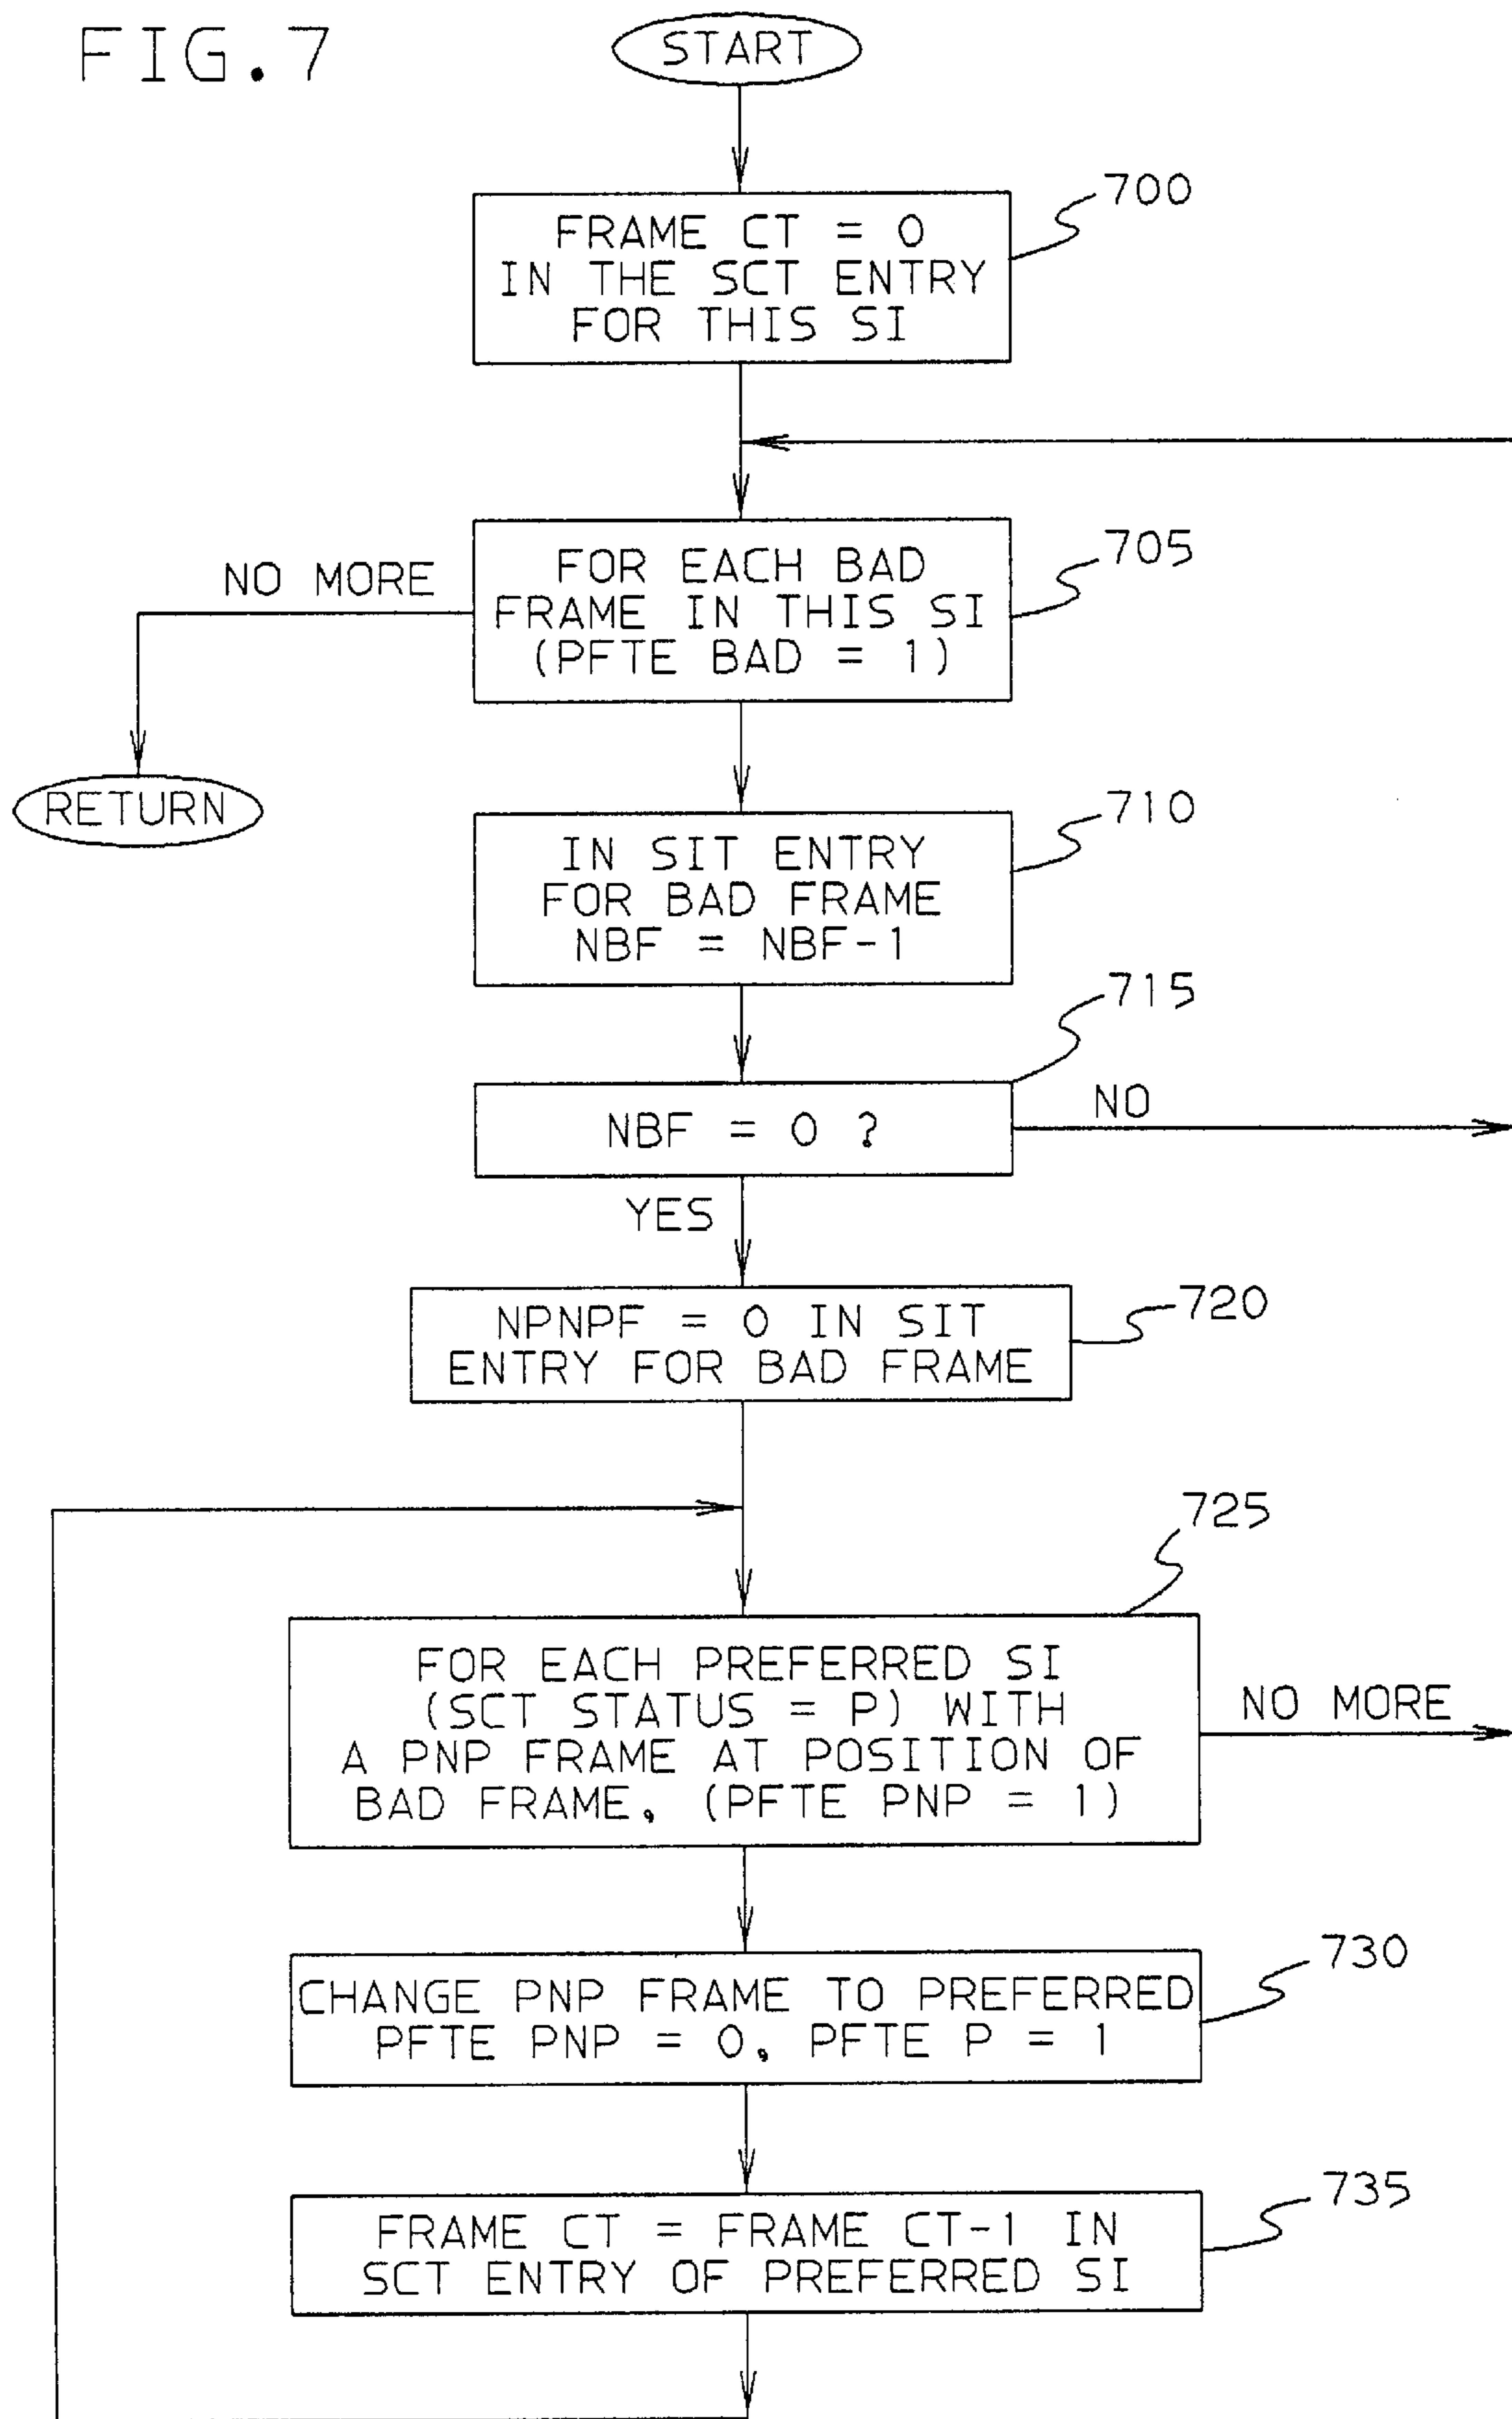 FIG.7
START
700
FRAME CT = 0
IN THE SCT ENTRY
FOR THIS SI
705
NO MORE
FOR EACH BAD
FRAME IN THIS SI
(PFTE BAD = 1)
RETURN
710
IN SIT ENTRY
FOR BAD FRAME
NBF = NBF-1
715
NBF = 0 ?
NO
YES
720
NPNPF = 0 IN SIT
ENTRY FOR BAD FRAME
725
FOR EACH PREFERRED SI
(SCT STATUS = P) WITH
A PNP FRAME AT POSITION OF
BAD FRAME, (PFTE PNP = 1)
NO MORE
730
CHANGE PNP FRAME TO PREFERRED
PFTE PNP = 0, PFTE P = 1
735
FRAME CT = FRAME CT-1 IN
SCT ENTRY OF PREFERRED SI